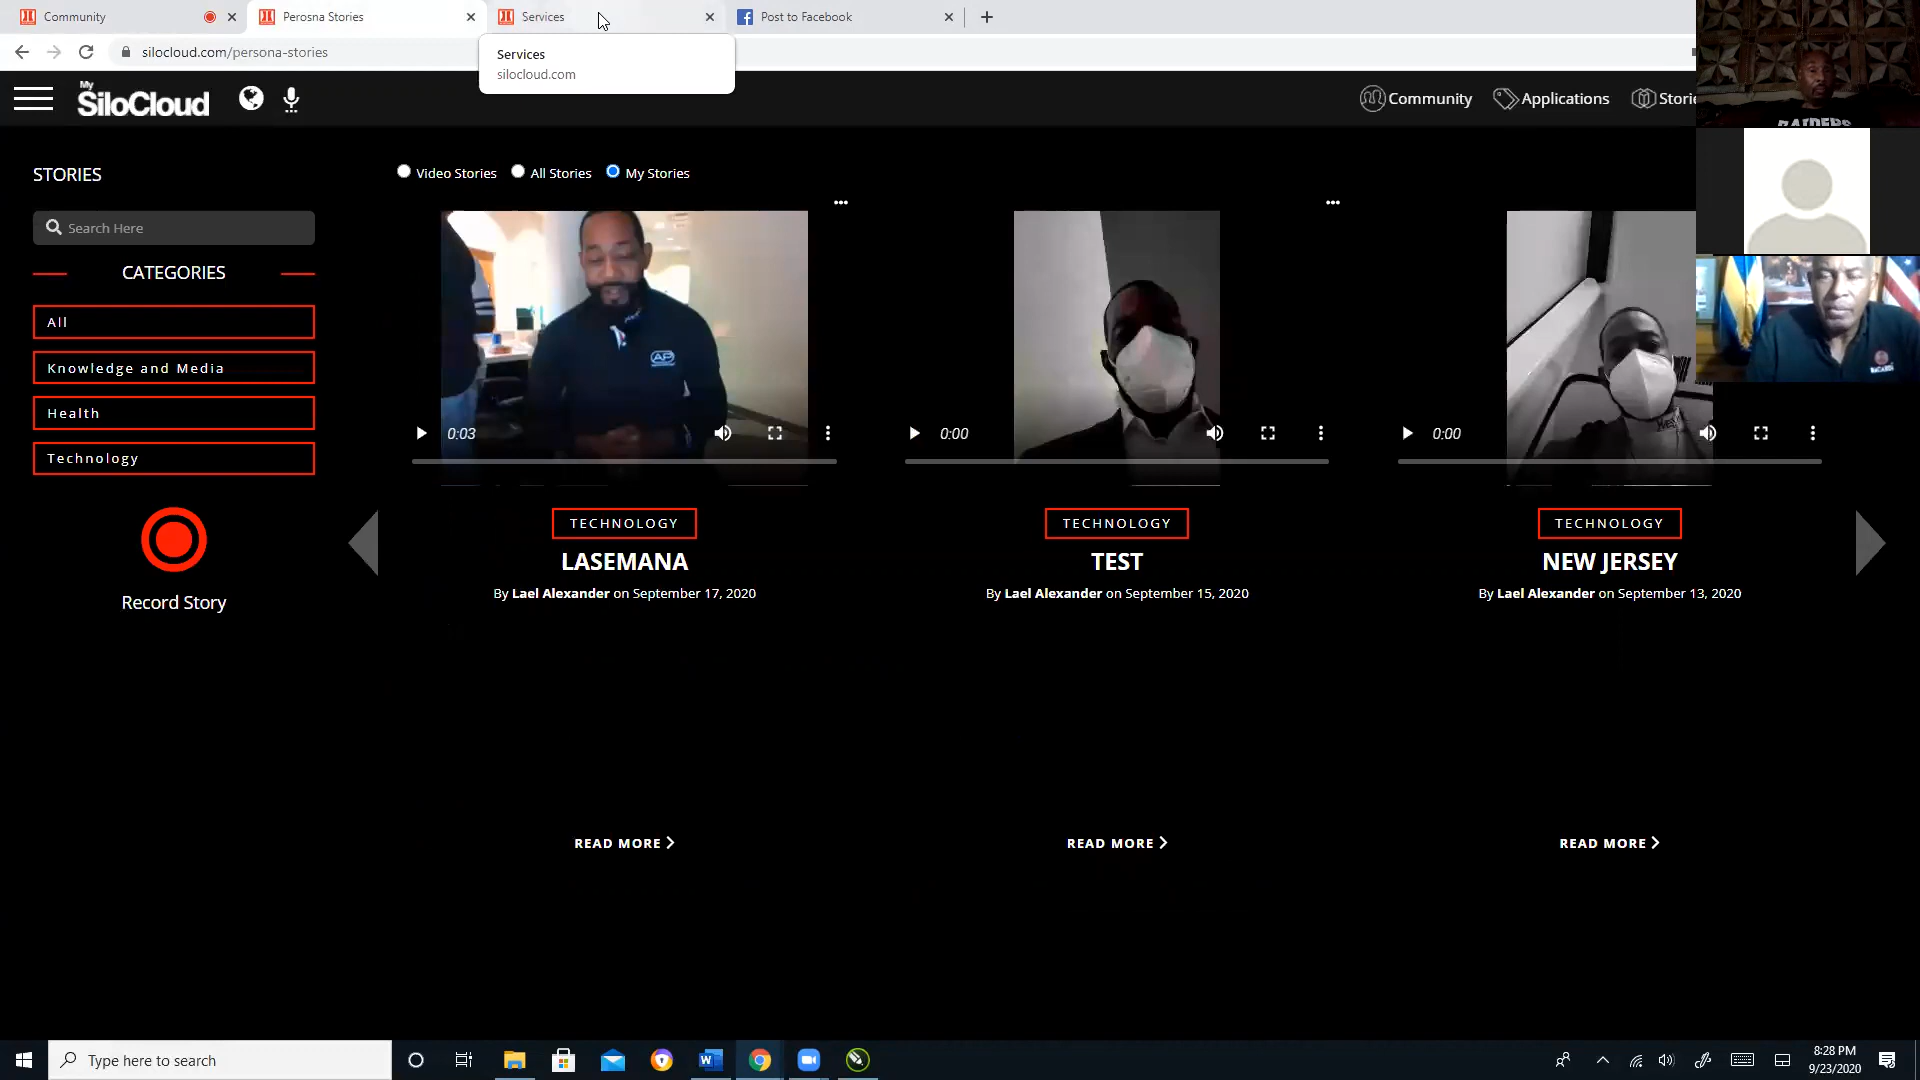 Community
Perosna Stories
Services
Post to Facebook
silocloud.com/persona-stories
Services
silocloud.com
My
SiloCloud
Community
Applications
Storie
RAIDERS
STORIES
Video Stories
All Stories
My Stories
Search Here
CATEGORIES
All
Knowledge and Media
Health
Technology
Record Story
AP
0:03
0:00
0:00
TECHNOLOGY
LASEMANA
By Lael Alexander on September 17, 2020
READ MORE
TECHNOLOGY
TEST
By Lael Alexander on September 15, 2020
READ MORE
TECHNOLOGY
NEW JERSEY
By Lael Alexander on September 13, 2020
READ MORE
Type here to search
8:28 PM
9/23/2020